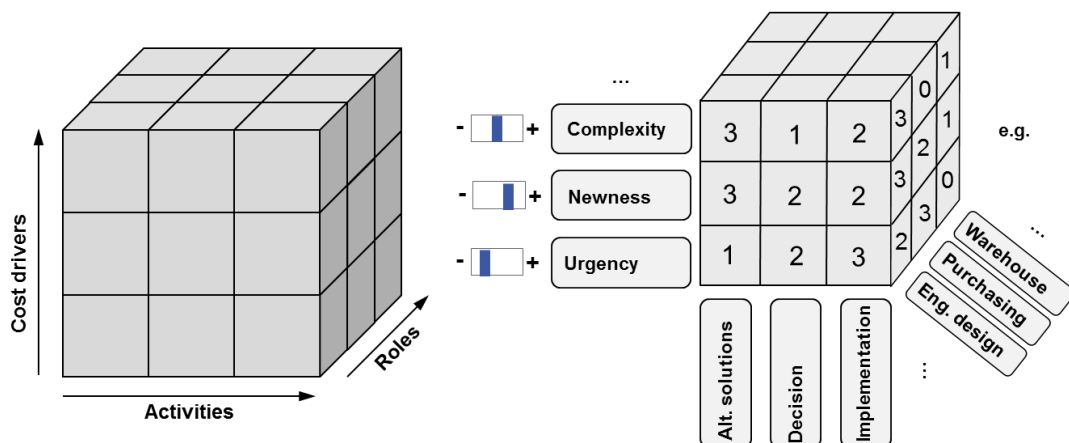 Cost drivers
Activities
Roles
...
- + Complexity
- + Newness
- + Urgency
3 1 2
3 2 2
1 2 3
3 0 1
3 2 1
2 3 0
e.g.
Alt. solutions
Decision
Implementation
...
...
Warehouse
Purchasing
Eng. design